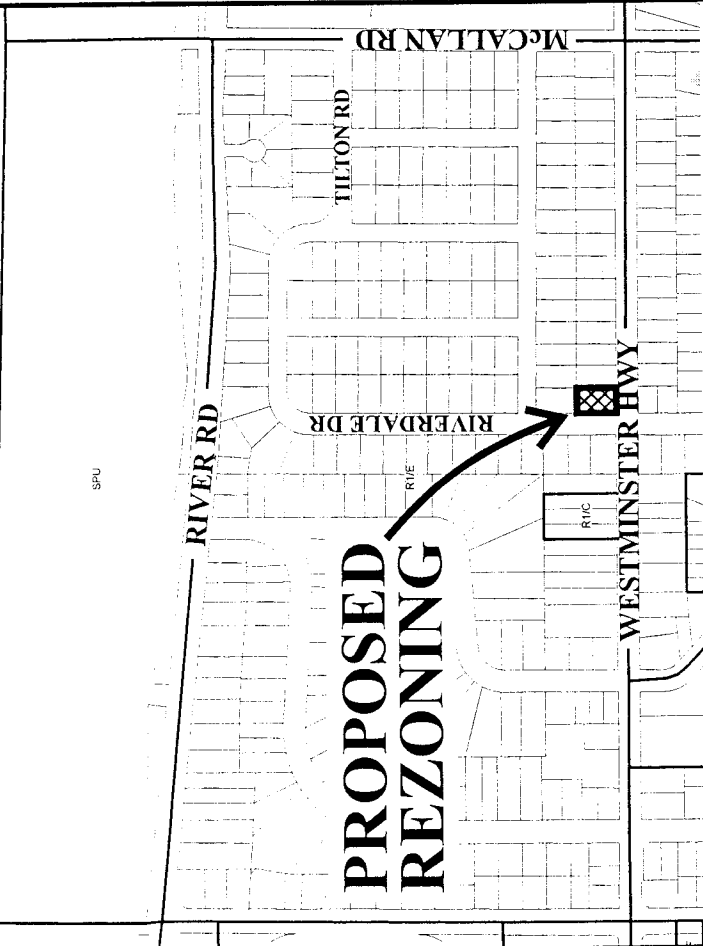 McCALLAN RD
TILTON RD
RIVERDALE DR
RIVER RD
SPU
R1/E
R1/C
WESTMINSTER HWY
PROPOSED
REZONING